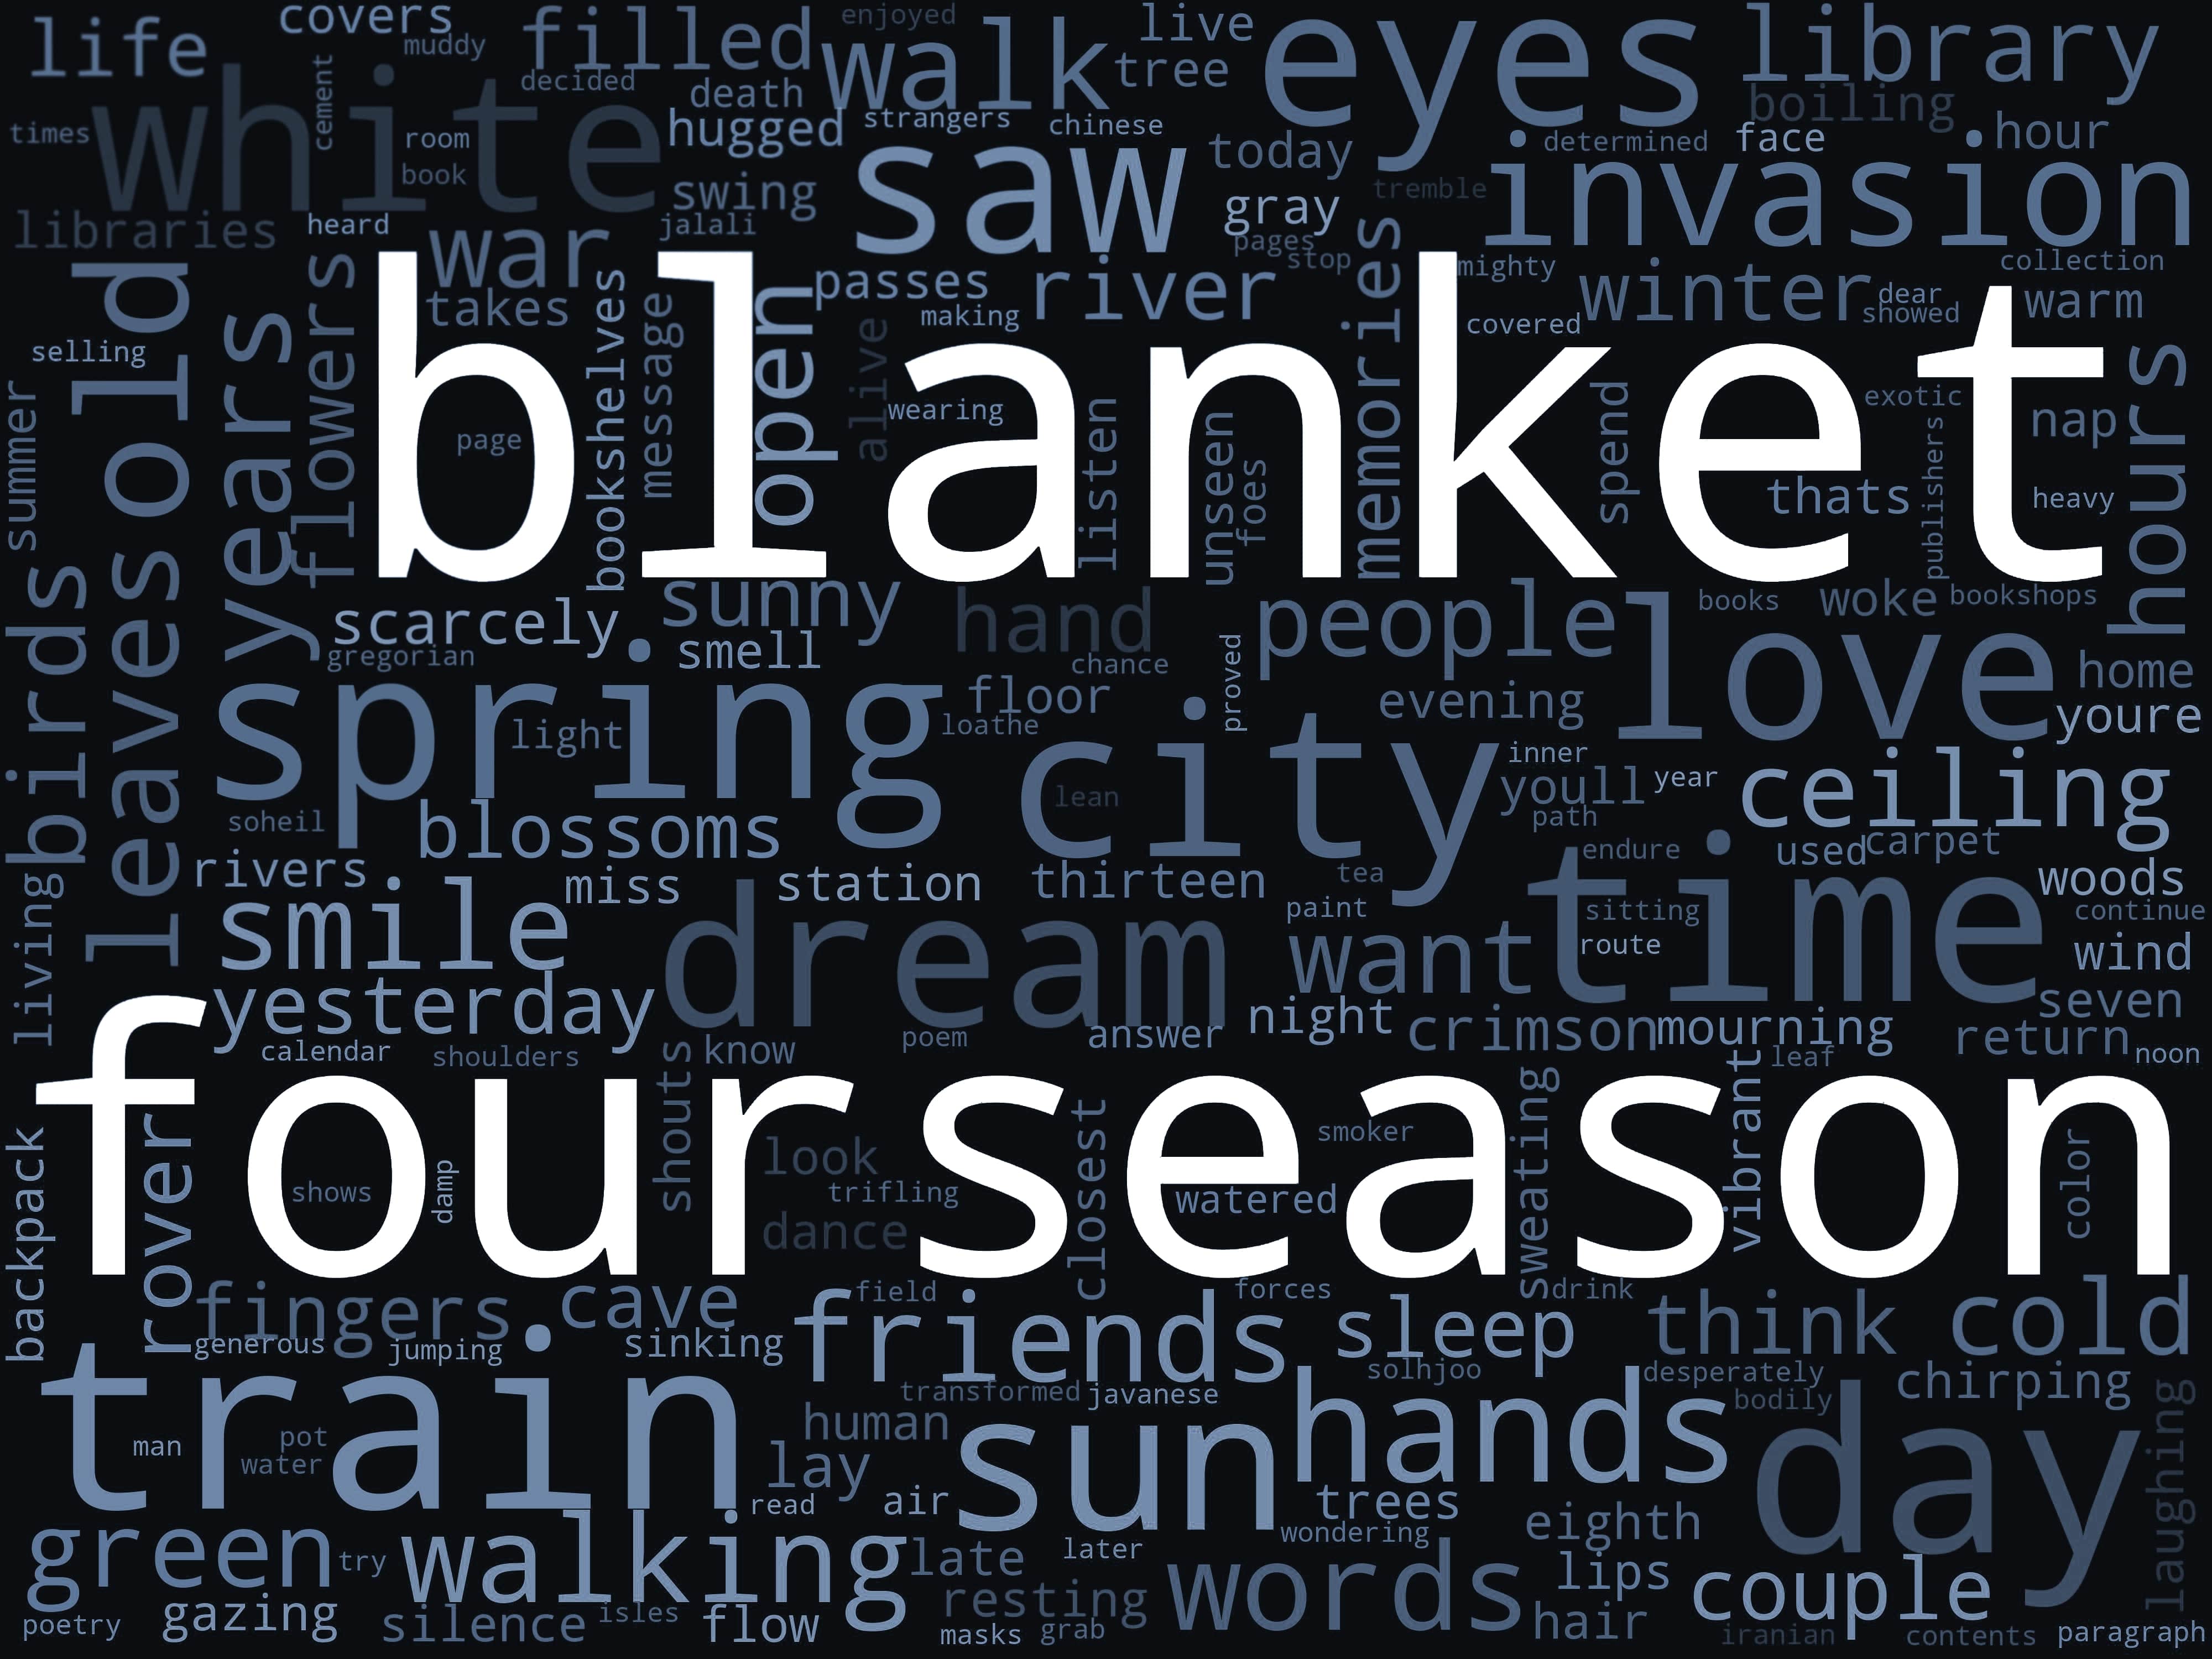 life covers muddy filled enjoyed walk live tree eyes library
white cement decided death boiling
times room book hugged strangers chinese saw today determined face hour invasion
libraries heard war swing jalali gray tremble pages stop
old years flowers takes bookshelves message open passes making river memories mighty covered winter collection dear showed warm
selling summer blanket hours
page alive wearing listen unseen foes spend exotic thats publishers nap heavy
birds leaves scarcely sunny smell hand people books woke bookshops love
gregorian chance proved floor evening home youre
spring light loathe city lean inner youll year ceiling
soheil blossoms path endure used carpet time
rivers miss station thirteen tea woods
living smile dream paint want sitting route continue wind
yesterday poem answer night crimson mourning seven return noon
calendar shoulders know leaf
fourseason
backpack rover shows damp shouts look trifling dance closest smoker watered sweating vibrant color
fingers cave field friends forces sleep drink think cold
generous jumping sinking solhjoo desperately chirping
train transformed javanese hands bodily day laughing
man pot water human lay sun
read air trees eighth
green try walking late later wondering words lips couple
poetry gazing silence isles flow resting masks grab hair iranian contents paragraph